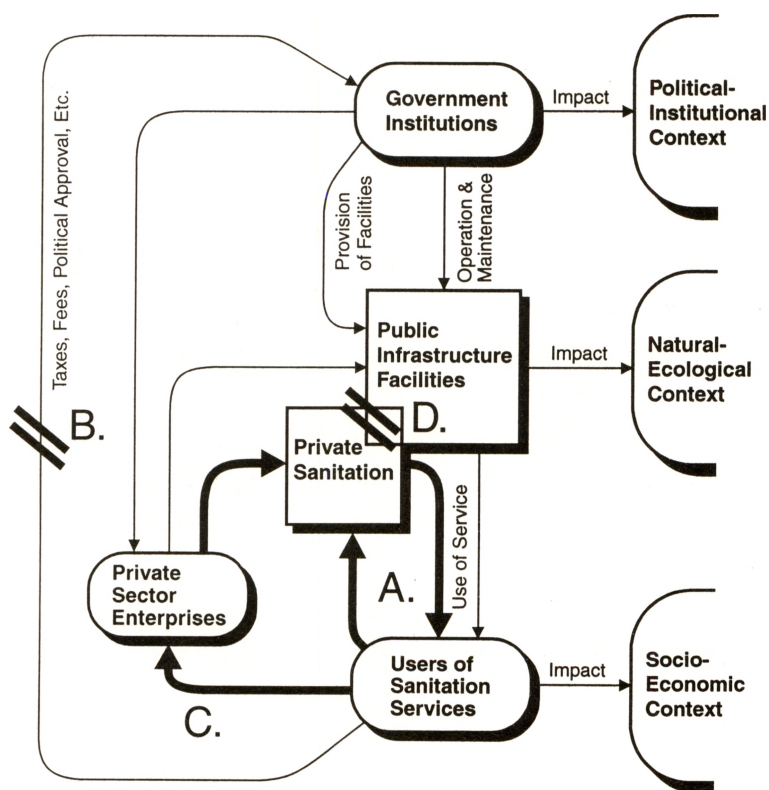 Government
Institutions
Impact
Political-
Institutional
Context
Taxes, Fees, Political Approval, Etc.
Provision
of Facilities
Operation &
Maintenance
Public
Infrastructure
Facilities
Impact
Natural-
Ecological
Context
B.
D.
Private
Sanitation
Use of Service
A.
Private
Sector
Enterprises
C.
Users of
Sanitation
Services
Impact
Socio-
Economic
Context